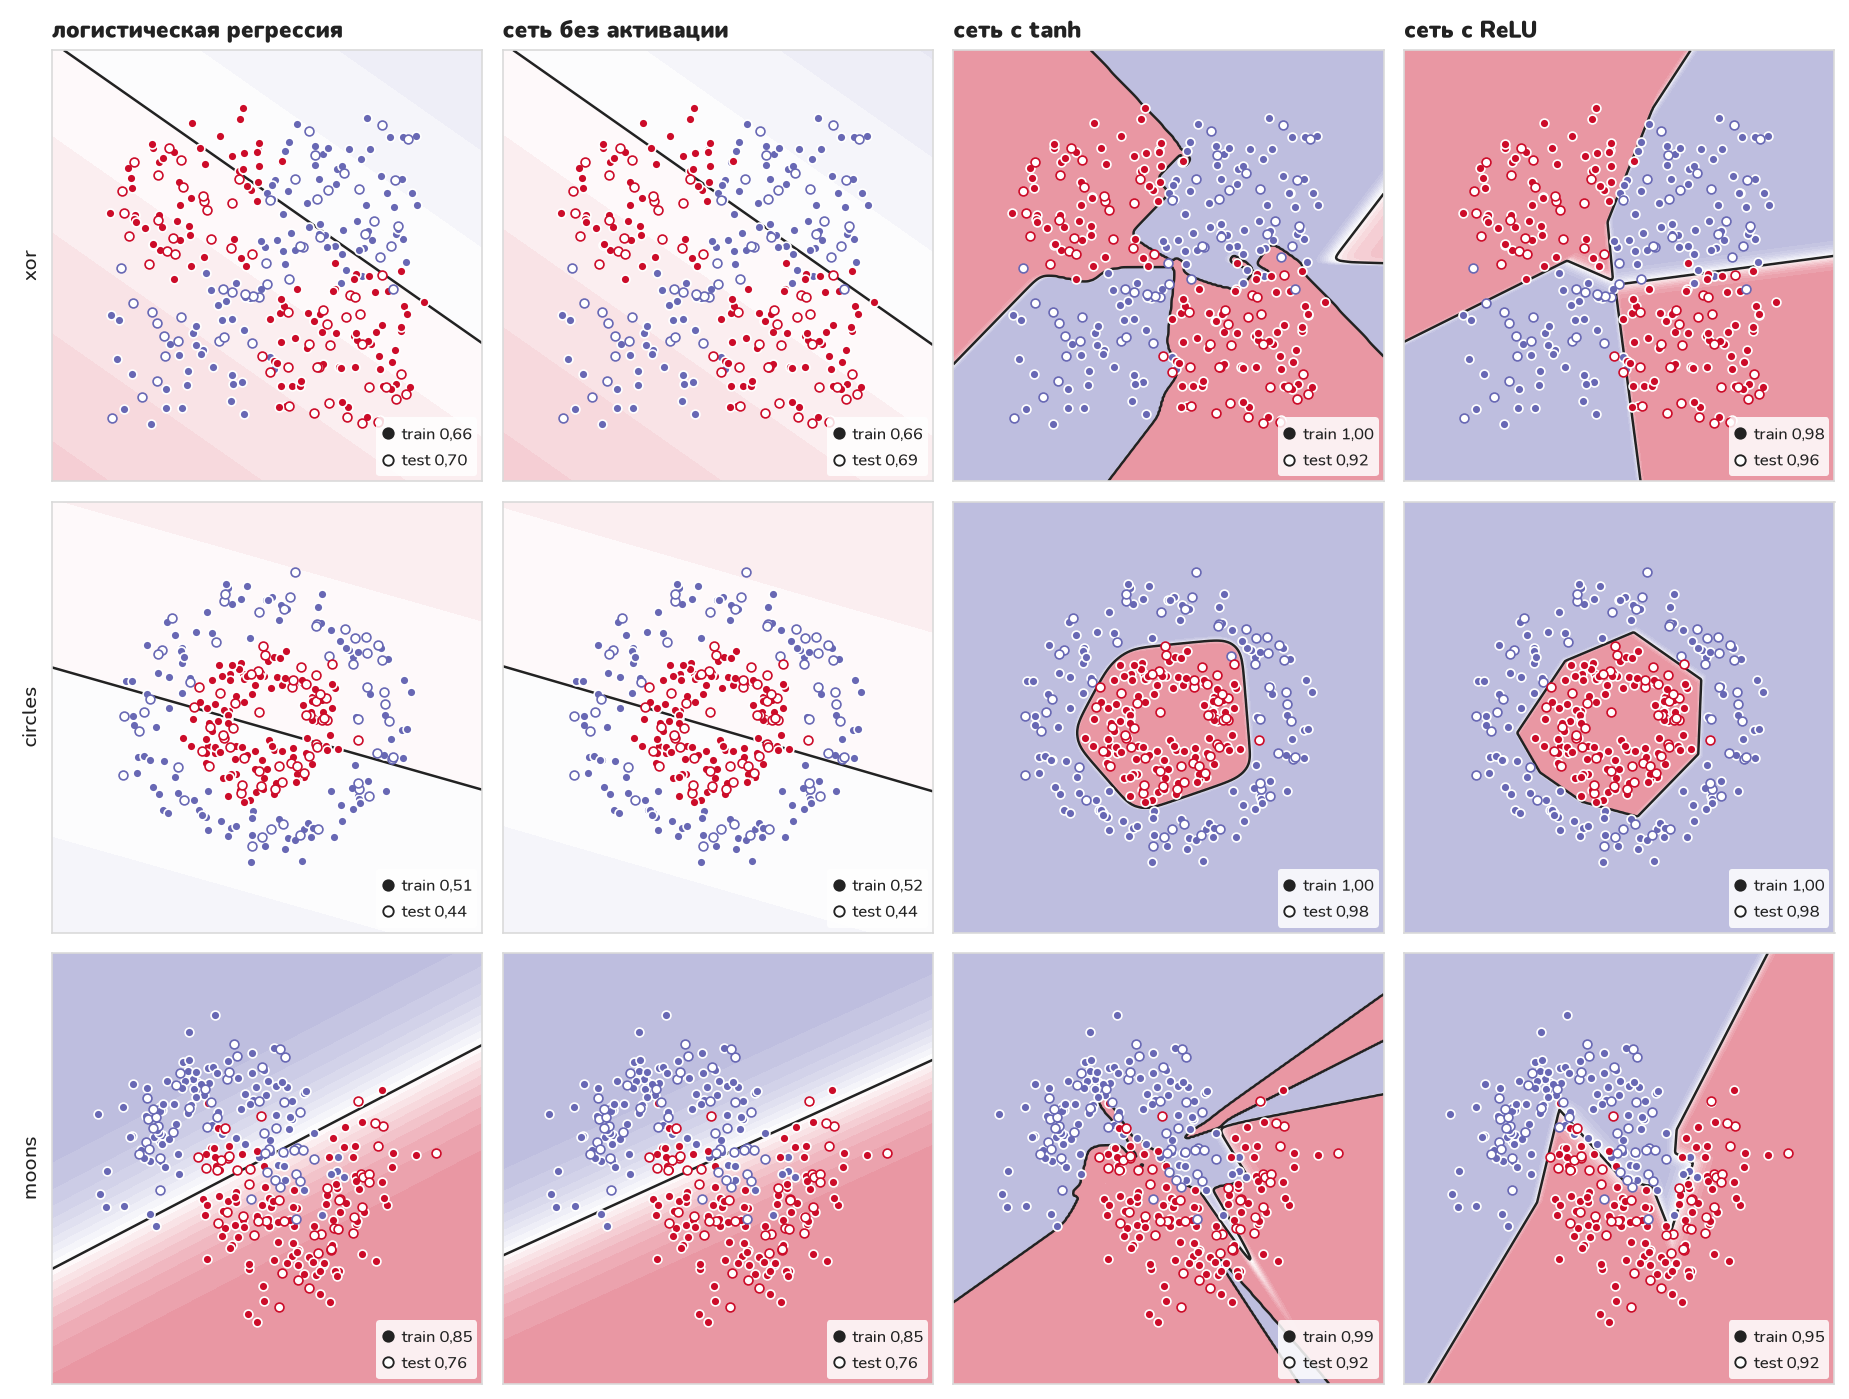 логистическая регрессия
сеть без активации
сеть с tanh
сеть с ReLU
xor
train 0,66
test 0,70
train 0,66
test 0,69
train 1,00
test 0,92
train 0,98
test 0,96
circles
train 0,51
test 0,44
train 0,52
test 0,44
train 1,00
test 0,98
train 1,00
test 0,98
moons
train 0,85
test 0,76
train 0,85
test 0,76
train 0,99
test 0,92
train 0,95
test 0,92